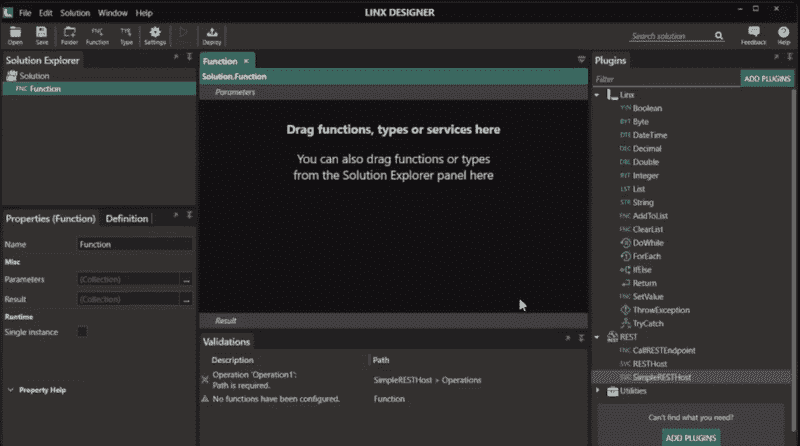 File Edit Solution Window Help
LINX DESIGNER
Open Save Folder Function Type Settings Deploy
Search solution
Feedback Help
Solution Explorer
Solution
FNC Function
Properties (Function) Definition
Name Function
Misc
Parameters (Collection) ...
Result (Collection) ...
Runtime
Single instance
Property Help
Function
Solution.Function
Parameters
Drag functions, types or services here
You can also drag functions or types
from the Solution Explorer panel here
Result
Validations
Description Path
Operation 'Operation1':
Path is required.
SimpleRESTHost > Operations
No functions have been configured. Function
Plugins
Filter ADD PLUGINS
Linx
Boolean
BYT Byte
DTE DateTime
DEC Decimal
DBL Double
INT Integer
LST List
STR String
FNC AddToList
FNC ClearList
DoWhile
ForEach
IfElse
Return
FNC SetValue
ThrowException
TryCatch
REST
FNC CallRESTEndpoint
SVC RESTHost
SVC SimpleRESTHost
Utilities
Can't find what you need?
ADD PLUGINS